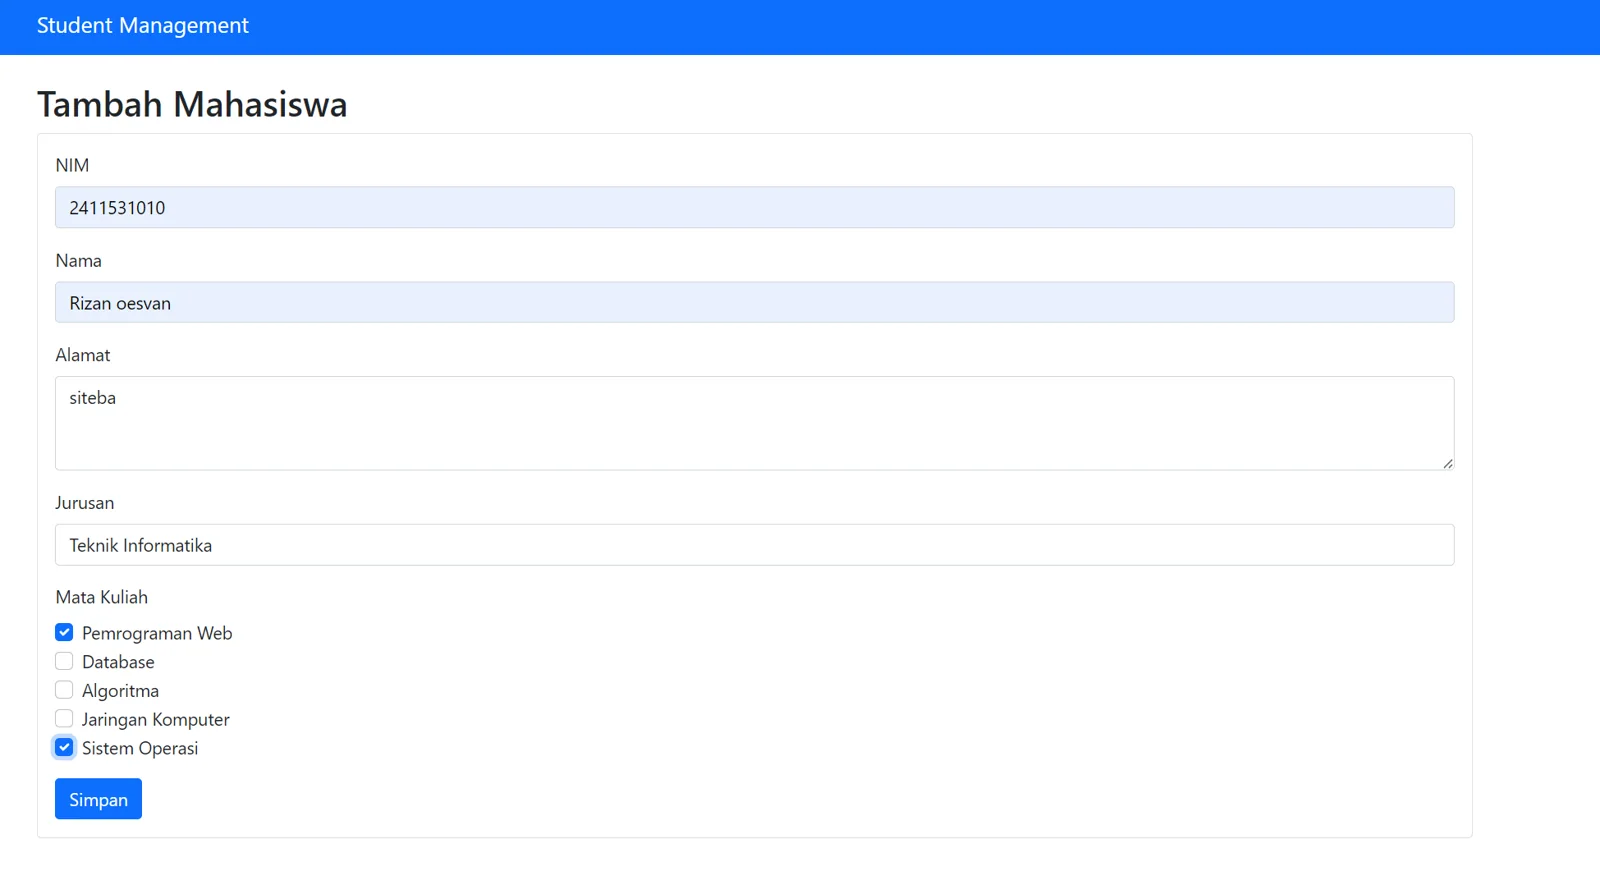 Student Management
Tambah Mahasiswa
NIM
2411531010
Nama
Rizan oesvan
Alamat
siteba
Jurusan
Teknik Informatika
Mata Kuliah
Pemrograman Web
Database
Algoritma
Jaringan Komputer
Sistem Operasi
Simpan